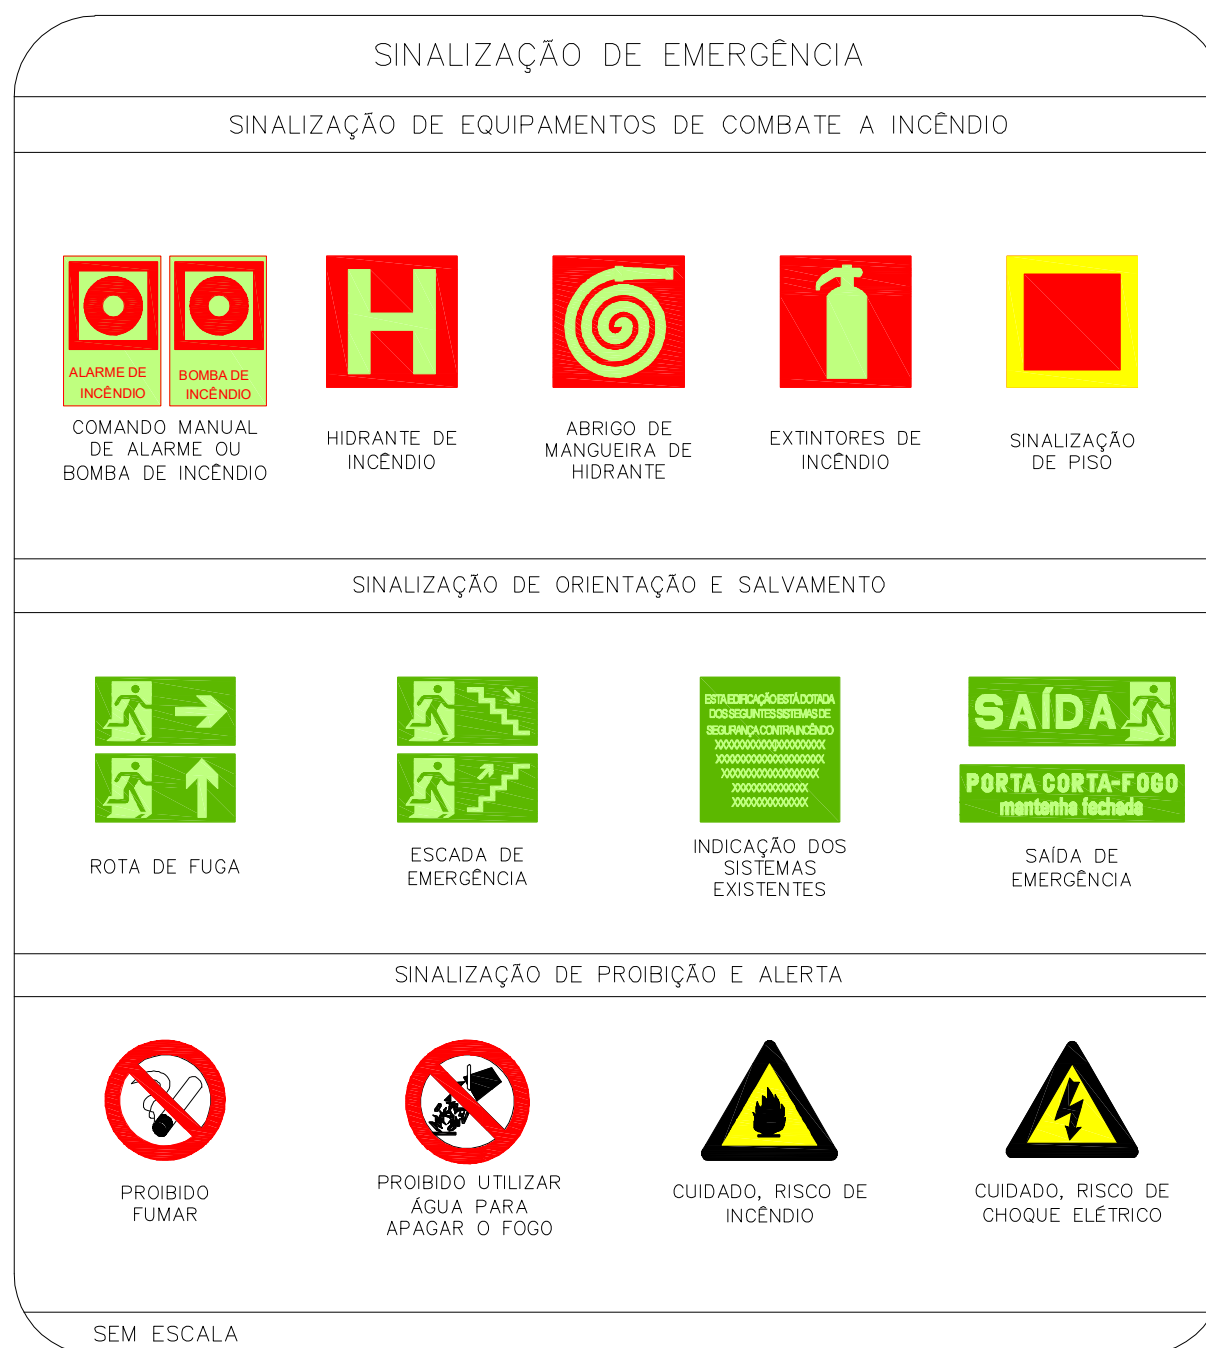 SINALIZAÇÃO DE EMERGÊNCIA
SINALIZAÇÃO DE EQUIPAMENTOS DE COMBATE A INCÊNDIO
ALARME DE
INCÊNDIO
BOMBA DE
INCÊNDIO
H
COMANDO MANUAL
DE ALARME OU
BOMBA DE INCÊNDIO
HIDRANTE DE
INCÊNDIO
ABRIGO DE
MANGUEIRA DE
HIDRANTE
EXTINTORES DE
INCÊNDIO
SINALIZAÇÃO
DE PISO
SINALIZAÇÃO DE ORIENTAÇÃO E SALVAMENTO
ESTA EDIFICAÇÃO ESTÁ DOTADA
DOS SEGUINTES SISTEMAS DE
SEGURANÇA CONTRA INCÊNDO
SAÍDA
PORTA CORTA-FOGO
mantenha fechada
ROTA DE FUGA
ESCADA DE
EMERGÊNCIA
INDICAÇÃO DOS
SISTEMAS
EXISTENTES
SAÍDA DE
EMERGÊNCIA
SINALIZAÇÃO DE PROIBIÇÃO E ALERTA
PROIBIDO
FUMAR
PROIBIDO UTILIZAR
ÁGUA PARA
APAGAR O FOGO
CUIDADO, RISCO DE
INCÊNDIO
CUIDADO, RISCO DE
CHOQUE ELÉTRICO
SEM ESCALA